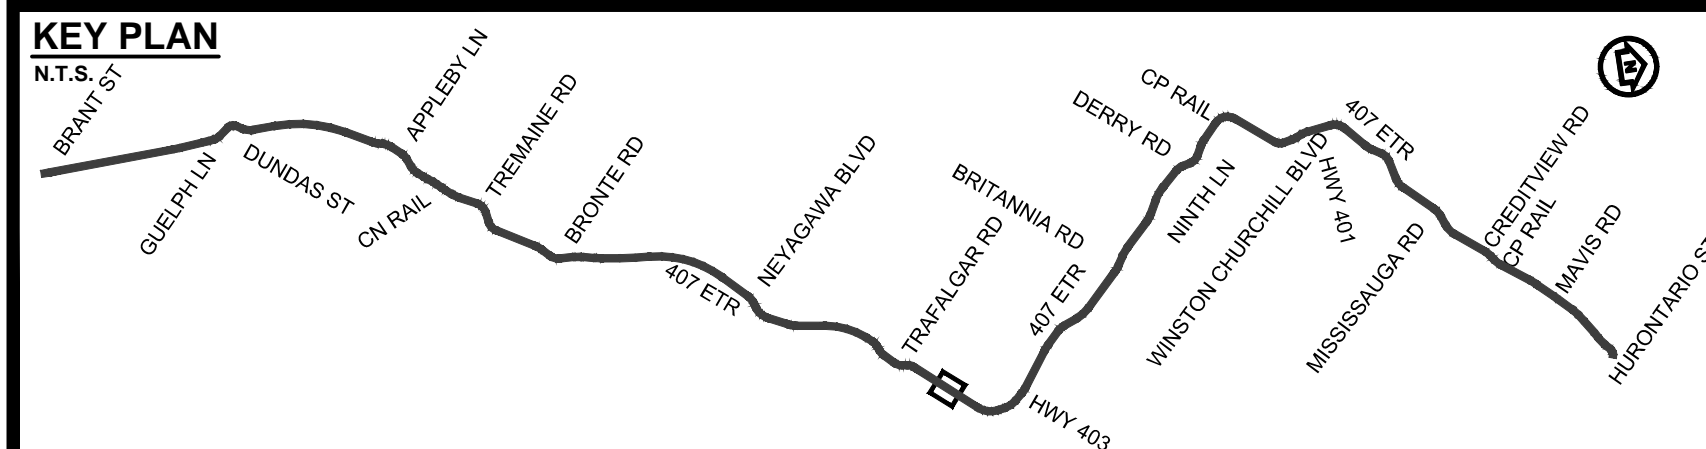 KEY PLAN
N.T.S.
BRANT ST
GUELPH LN
DUNDAS ST
CN RAIL
APPLEBY LN
TREMAINE RD
BRONTE RD
407 ETR
NEYAGAWA BLVD
TRAFALGAR RD
HWY 403
407 ETR
BRITANNIA RD
DERRY RD
CP RAIL
NINTH LN
WINSTON CHURCHILL BLVD
HWY 401
407 ETR
MISSISSAUGA RD
CREDITVIEW RD
CP RAIL
MAVIS RD
HURONTARIO ST
N